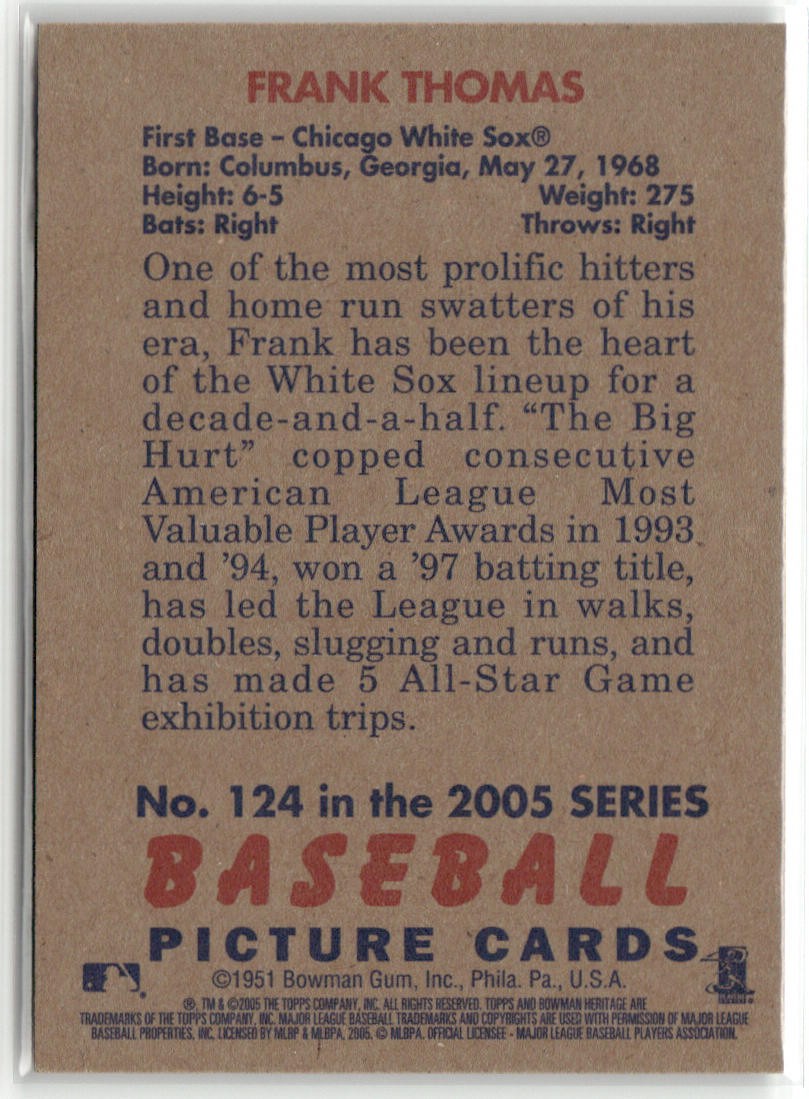 FRANK THOMAS
First Base – Chicago White Sox®
Born: Columbus, Georgia, May 27, 1968
Height: 6-5 Weight: 275
Bats: Right Throws: Right
One of the most prolific hitters
and home run swatters of his
era, Frank has been the heart
of the White Sox lineup for a
decade-and-a-half. “The Big
Hurt” copped consecutive
American League Most
Valuable Player Awards in 1993
and ’94, won a ’97 batting title,
has led the League in walks,
doubles, slugging and runs, and
has made 5 All-Star Game
exhibition trips.
No. 124 in the 2005 SERIES
BASEBALL
PICTURE CARDS
©1951 Bowman Gum, Inc., Phila. Pa., U.S.A.
®, TM & ©2005 THE TOPPS COMPANY, INC. ALL RIGHTS RESERVED. TOPPS AND BOWMAN HERITAGE ARE
TRADEMARKS OF THE TOPPS COMPANY, INC. MAJOR LEAGUE BASEBALL TRADEMARKS AND COPYRIGHTS ARE USED WITH PERMISSION OF MAJOR LEAGUE
BASEBALL PROPERTIES, INC. LICENSED BY MLBP & MLBPA, 2005. © MLBPA. OFFICIAL LICENSEE - MAJOR LEAGUE BASEBALL PLAYERS ASSOCIATION.